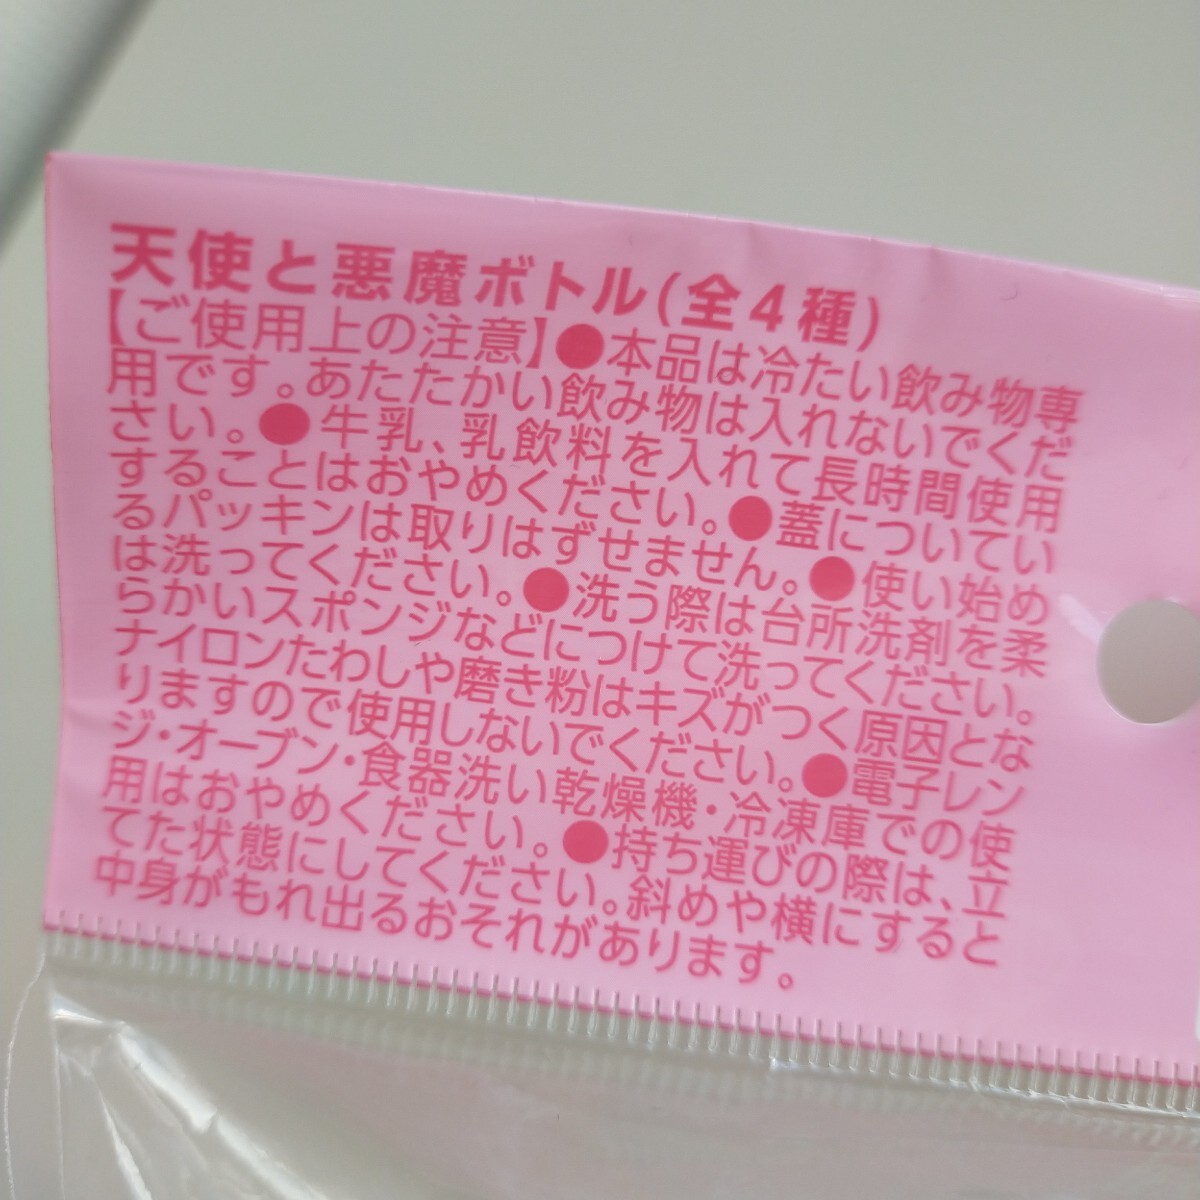 天使と悪魔ボトル(全4種)
【ご使用上の注意】●本品は冷たい飲み物専
用です。あたたかい飲み物は入れないでくだ
さい。●牛乳、乳飲料を入れて長時間使用
することはおやめください。●蓋についてい
るパッキンは取りはずせません。●使い始め
は洗ってください。●洗う際は台所洗剤を柔
らかいスポンジなどにつけて洗ってください。
ナイロンたわしや磨き粉はキズがつく原因とな
りますので使用しないでください。●電子レン
ジ・オーブン・食器洗い乾燥機・冷凍庫での使
用はおやめください。●持ち運びの際は、立
てた状態にしてください。斜めや横にすると
中身がもれ出るおそれがあります。